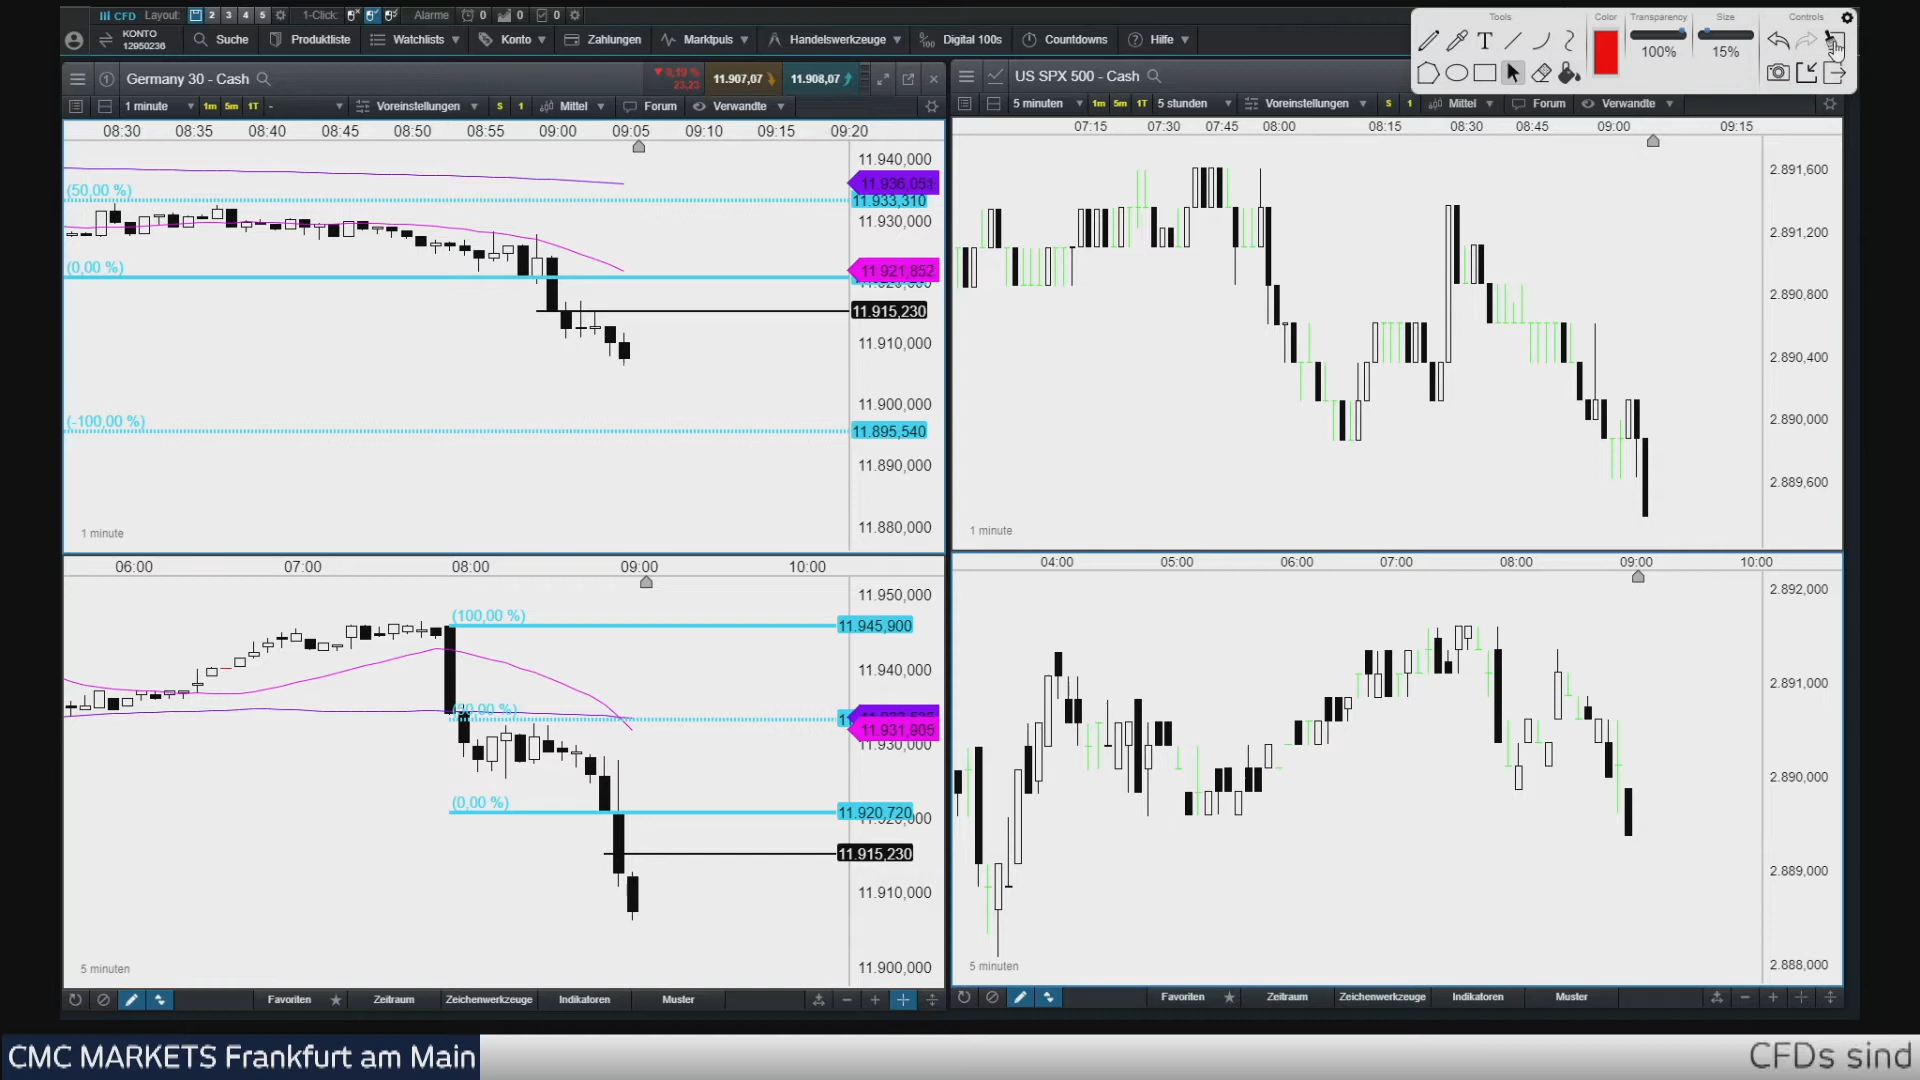 CFD Layout: 2 3 4 5 1-Click: Alarme 0 0 0
KONTO
12950236
Suche Produktliste Watchlists Konto Zahlungen Marktpuls Handelswerkzeuge Digital 100s Countdowns Hilfe
Tools Color Transparency Size Controls
100% 15%
1 Germany 30 - Cash 0,19 % 23,23 11.907,07 11.908,07
1 minute 1m 5m 1T - Voreinstellungen S 1 Mittel Forum Verwandte
08:30 08:35 08:40 08:45 08:50 08:55 09:00 09:05 09:10 09:15 09:20
11.940,000
11.936,051
(50,00 %) 11.933,310
11.930,000
(0,00 %) 11.921,852
11.915,230
11.910,000
11.900,000
(-100,00 %) 11.895,540
11.890,000
11.880,000
1 minute
06:00 07:00 08:00 09:00 10:00
11.950,000
(100,00 %) 11.945,900
11.940,000
11.931,905
11.930,000
(0,00 %) 11.920,720
11.920,000
11.915,230
11.910,000
11.900,000
5 minuten
Favoriten Zeitraum Zeichenwerkzeuge Indikatoren Muster
US SPX 500 - Cash
5 minuten 1m 5m 1T 5 stunden Voreinstellungen S 1 Mittel Forum Verwandte
07:15 07:30 07:45 08:00 08:15 08:30 08:45 09:00 09:15
2.891,600
2.891,200
2.890,800
2.890,400
2.890,000
2.889,600
1 minute
04:00 05:00 06:00 07:00 08:00 09:00 10:00
2.892,000
2.891,000
2.890,000
2.889,000
2.888,000
5 minuten
Favoriten Zeitraum Zeichenwerkzeuge Indikatoren Muster
CMC MARKETS Frankfurt am Main
CFDs sind